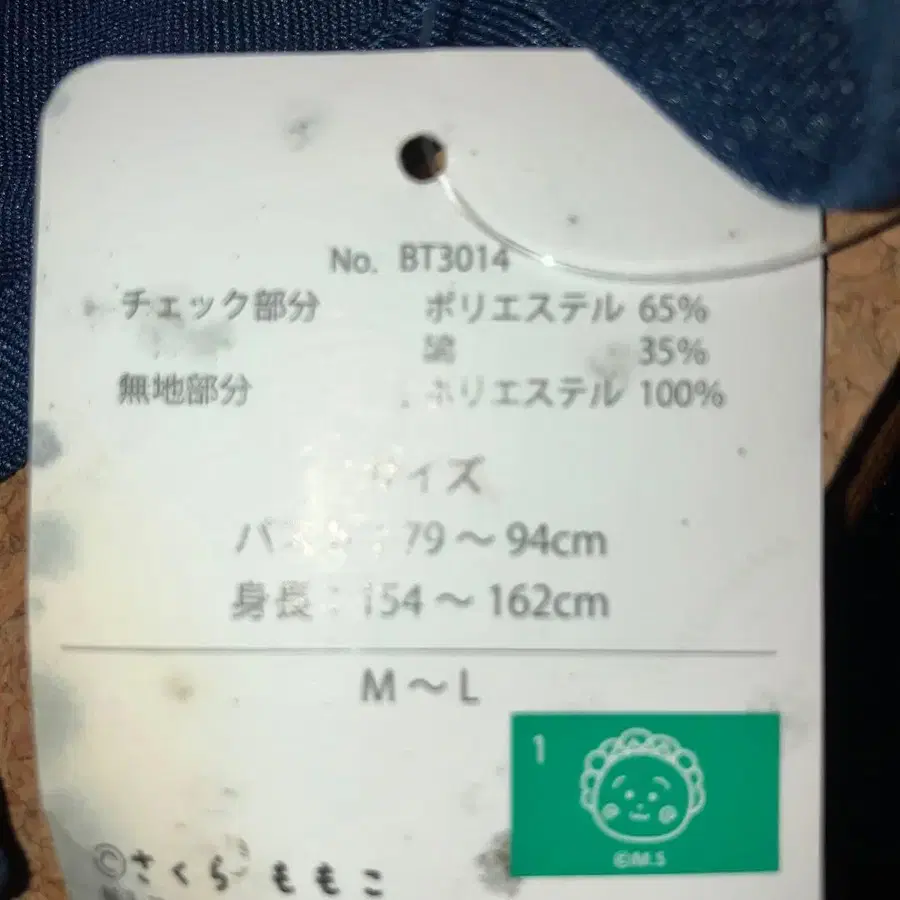 No. BT3014
チェック部分 ポリエステル 65%
綿 35%
無地部分 ポリエステル 100%
サイズ
バスト：79～94cm
身長：154～162cm
M～L
1
©M.S
©さくらももこ